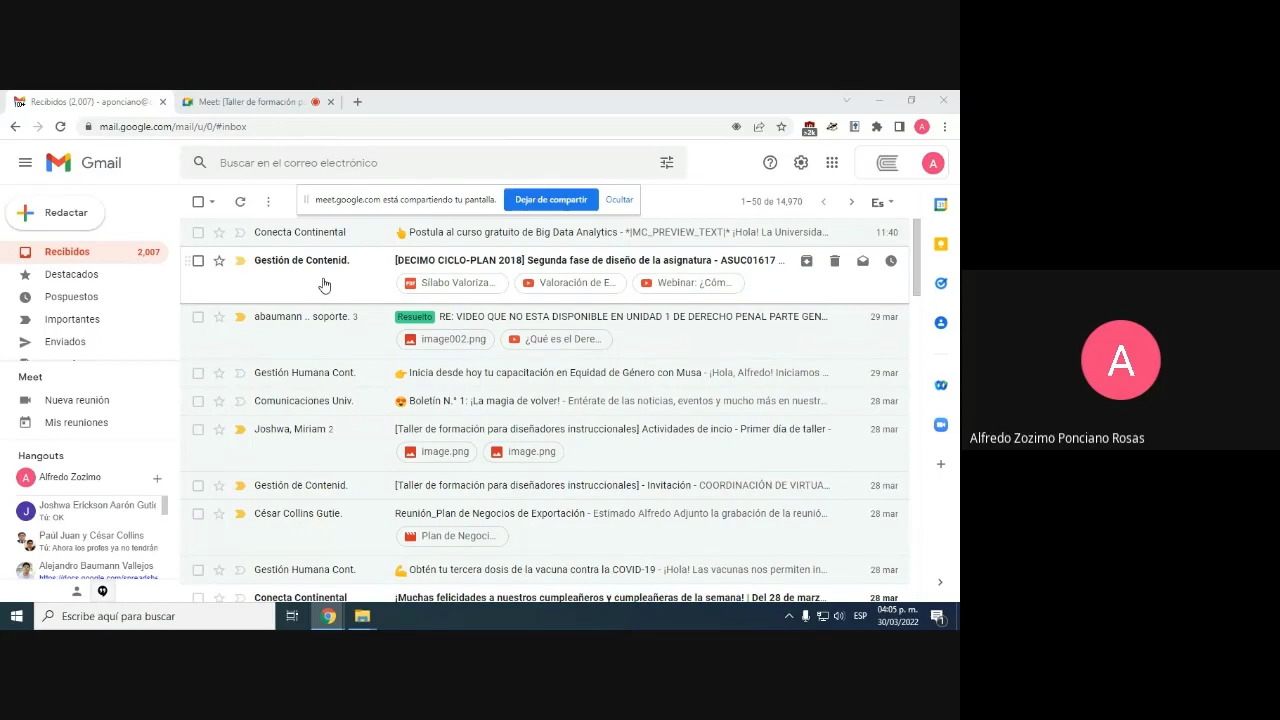 Recibidos (2,007) - aponciano@
Meet: [Taller de formación p
mail.google.com/mail/u/0/#inbox
>2k
A
Gmail
Buscar en el correo electrónico
A
Redactar
meet.google.com está compartiendo tu pantalla.
Dejar de compartir
Ocultar
1–50 de 14,970
Es
Recibidos 2,007
Destacados
Pospuestos
Importantes
Enviados
Meet
Nueva reunión
Mis reuniones
Hangouts
A Alfredo Zozimo
J Joshwa Erickson Aarón Gutie
Tú: OK
Paúl Juan y César Collins
Tú: Ahora los profes ya no tendrán
Alejandro Baumann Vallejos
https://docs.google.com/spreadshe
Conecta Continental 👆 Postula al curso gratuito de Big Data Analytics - *|MC_PREVIEW_TEXT|* ¡Hola! La Universida... 11:40
Gestión de Contenid. [DECIMO CICLO-PLAN 2018] Segunda fase de diseño de la asignatura - ASUC01617 ...
PDF Sílabo Valoriza...
Valoración de E...
Webinar: ¿Cóm...
abaumann .. soporte. 3 Resuelto RE: VIDEO QUE NO ESTA DISPONIBLE EN UNIDAD 1 DE DERECHO PENAL PARTE GEN... 29 mar
image002.png
¿Qué es el Dere...
Gestión Humana Cont. 👉 Inicia desde hoy tu capacitación en Equidad de Género con Musa - ¡Hola, Alfredo! Iniciamos ... 29 mar
Comunicaciones Univ. 😍 Boletín N.° 1: ¡La magia de volver! - Entérate de las noticias, eventos y mucho más en nuestr... 28 mar
Joshwa, Miriam 2 [Taller de formación para diseñadores instruccionales] Actividades de incio - Primer día de taller - 28 mar
image.png
image.png
Gestión de Contenid. [Taller de formación para diseñadores instruccionales] - Invitación - COORDINACIÓN DE VIRTUA... 28 mar
César Collins Gutie. Reunión_Plan de Negocios de Exportación - Estimado Alfredo Adjunto la grabación de la reunió... 28 mar
Plan de Negoci...
Gestión Humana Cont. 💪 Obtén tu tercera dosis de la vacuna contra la COVID-19 - ¡Hola! Las vacunas nos permiten in... 28 mar
Conecta Continental ¡Muchas felicidades a nuestros cumpleañeros y cumpleañeras de la semana! | Del 28 de marz... 28 mar
Escribe aquí para buscar
ESP
04:05 p. m.
30/03/2022
1
A
Alfredo Zozimo Ponciano Rosas